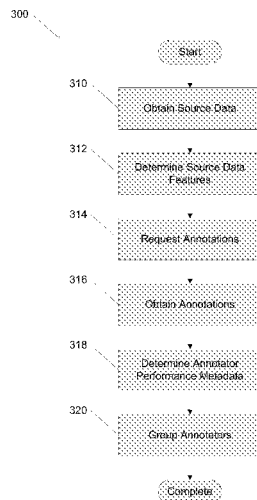 300
Start
310
Obtain Source Data
312
Determine Source Data
Features
314
Request Annotations
316
Obtain Annotations
318
Determine Annotator
Performance Metadata
320
Group Annotators
Complete